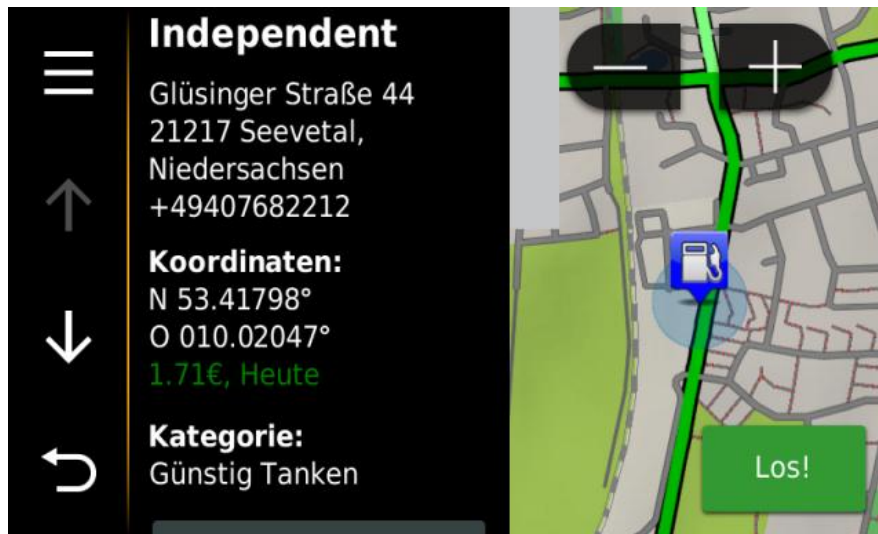 Independent
Glüsinger Straße 44
21217 Seevetal,
Niedersachsen
+49407682212
Koordinaten:
N 53.41798°
O 010.02047°
1.71€, Heute
Kategorie:
Günstig Tanken
Los!